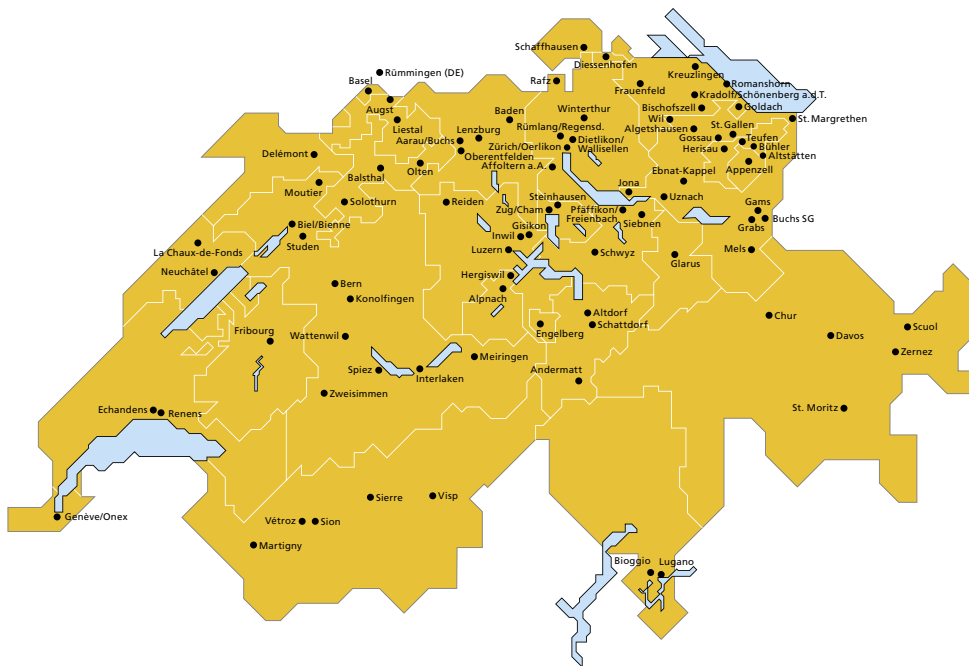 Schaffhausen
Diessenhofen
Rümmingen (DE)
Basel
Rafz
Kreuzlingen
Romanshorn
Frauenfeld
Kradolf/Schönenberg a.d.T.
Augst
Bischofszell
Goldach
Liestal
Baden
Winterthur
Wil
St. Margrethen
Lenzburg
Rümlang/Regensd.
Algetshausen
St. Gallen
Aarau/Buchs
Dietlikon/
Wallisellen
Gossau
Teufen
Zürich/Oerlikon
Herisau
Bühler
Delémont
Oberentfelden
Altstätten
Olten
Affoltern a.A.
Appenzell
Balsthal
Ebnat-Kappel
Moutier
Jona
Solothurn
Reiden
Steinhausen
Uznach
Gams
Zug/Cham
Pfäffikon/
Freienbach
Siebnen
Buchs SG
Grabs
Biel/Bienne
Studen
Gisikon
Inwil
La Chaux-de-Fonds
Luzern
Schwyz
Glarus
Mels
Neuchâtel
Hergiswil
Bern
Alpnach
Konolfingen
Altdorf
Schattdorf
Chur
Engelberg
Scuol
Fribourg
Wattenwil
Davos
Zernez
Meiringen
Spiez
Interlaken
Andermatt
Zweisimmen
St. Moritz
Echandens
Renens
Sierre
Visp
Genève/Onex
Vétroz
Sion
Martigny
Bioggio
Lugano